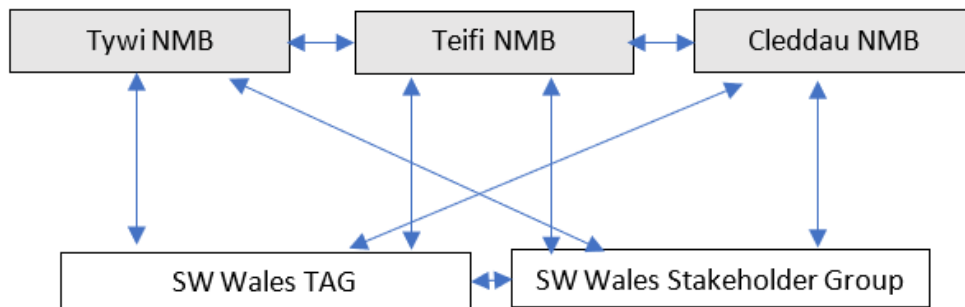 Tywi NMB
Teifi NMB
Cleddau NMB
SW Wales TAG
SW Wales Stakeholder Group